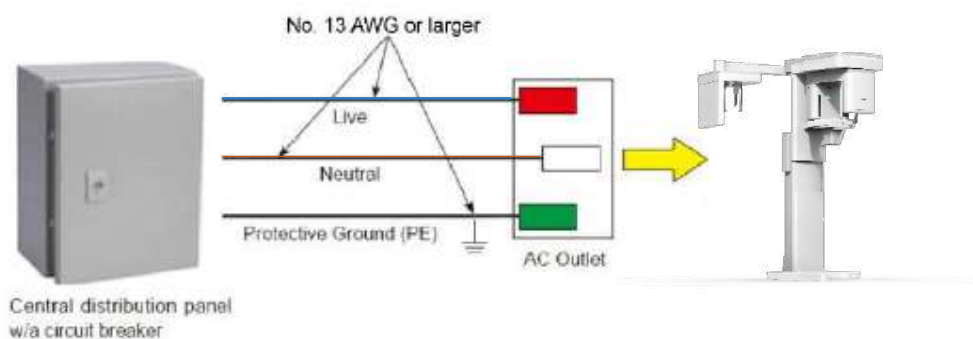 No. 13 AWG or larger
Live
Neutral
Protective Ground (PE)
AC Outlet
Central distribution panel
w/a circuit breaker